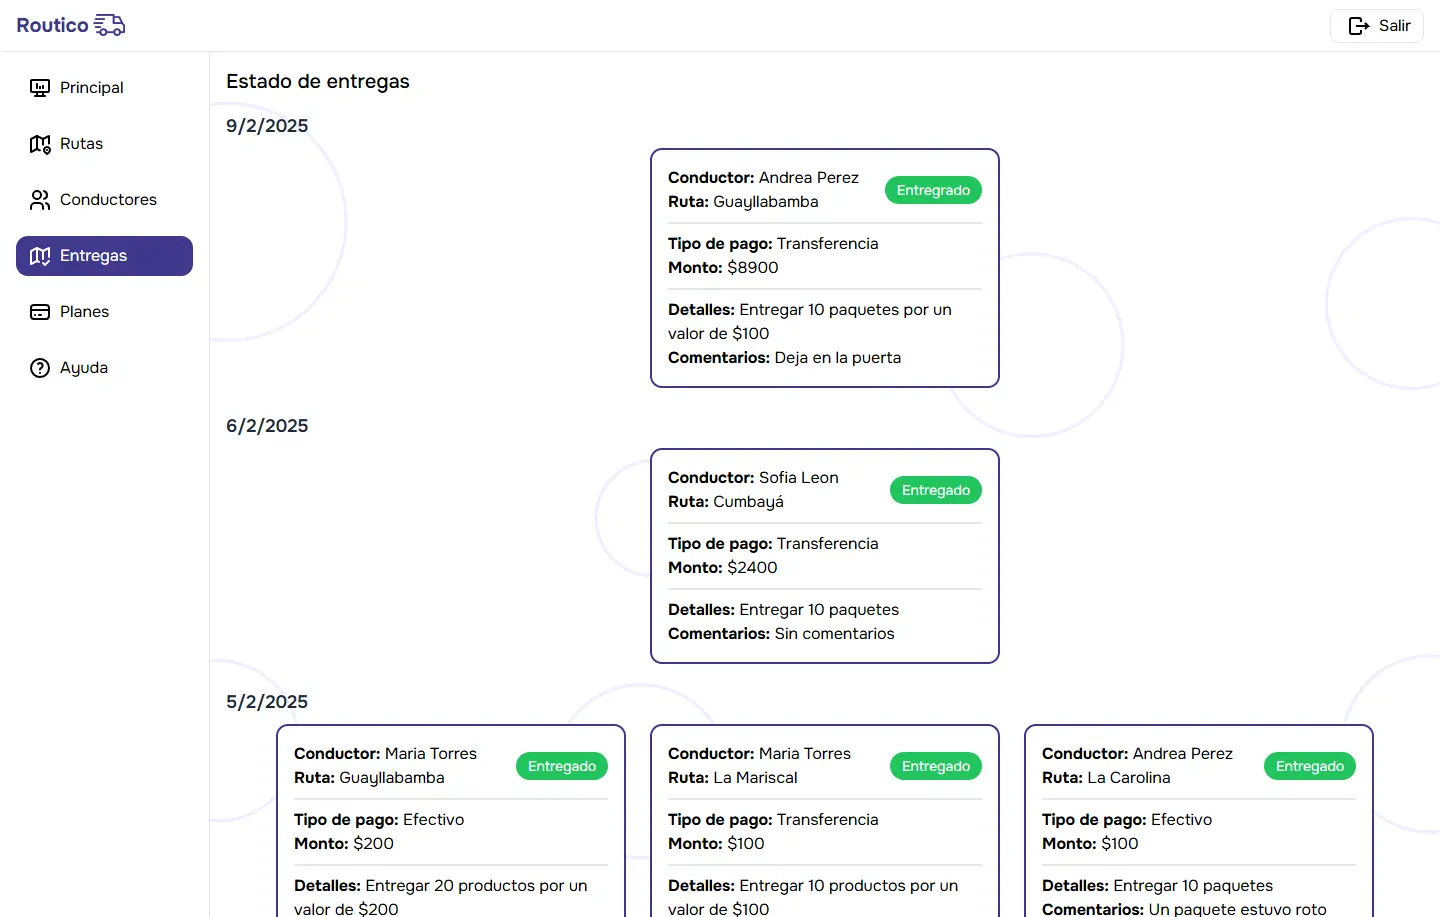 Routico
Salir
Principal
Rutas
Conductores
Entregas
Planes
Ayuda
Estado de entregas
9/2/2025
Conductor: Andrea Perez
Ruta: Guayllabamba
Entregrado
Tipo de pago: Transferencia
Monto: $8900
Detalles: Entregar 10 paquetes por un
valor de $100
Comentarios: Deja en la puerta
6/2/2025
Conductor: Sofia Leon
Ruta: Cumbayá
Entregado
Tipo de pago: Transferencia
Monto: $2400
Detalles: Entregar 10 paquetes
Comentarios: Sin comentarios
5/2/2025
Conductor: Maria Torres
Ruta: Guayllabamba
Entregado
Tipo de pago: Efectivo
Monto: $200
Detalles: Entregar 20 productos por un
valor de $200
Conductor: Maria Torres
Ruta: La Mariscal
Entregado
Tipo de pago: Transferencia
Monto: $100
Detalles: Entregar 10 productos por un
valor de $100
Conductor: Andrea Perez
Ruta: La Carolina
Entregado
Tipo de pago: Efectivo
Monto: $100
Detalles: Entregar 10 paquetes
Comentarios: Un paquete estuvo roto